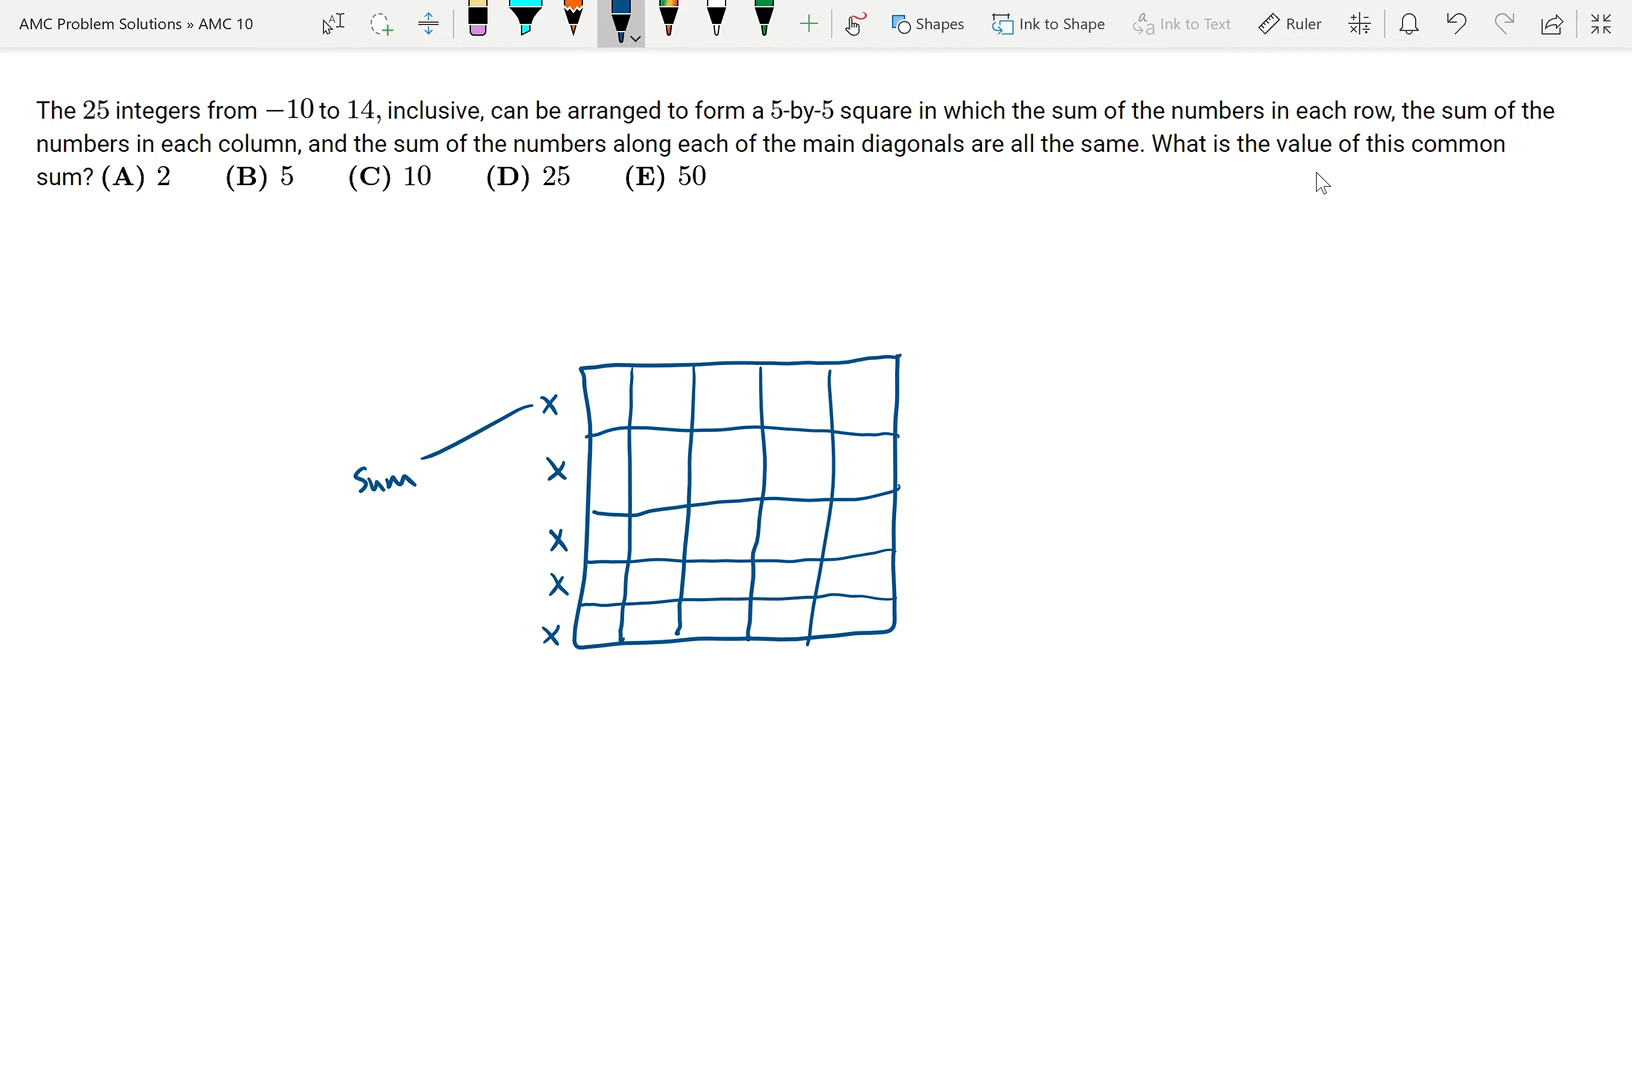 AMC Problem Solutions » AMC 10
Shapes
Ink to Shape
Ink to Text
Ruler
The 25 integers from −10 to 14, inclusive, can be arranged to form a 5-by-5 square in which the sum of the numbers in each row, the sum of the
numbers in each column, and the sum of the numbers along each of the main diagonals are all the same. What is the value of this common
sum? (A) 2 (B) 5 (C) 10 (D) 25 (E) 50
x
Sum
x
x
x
x